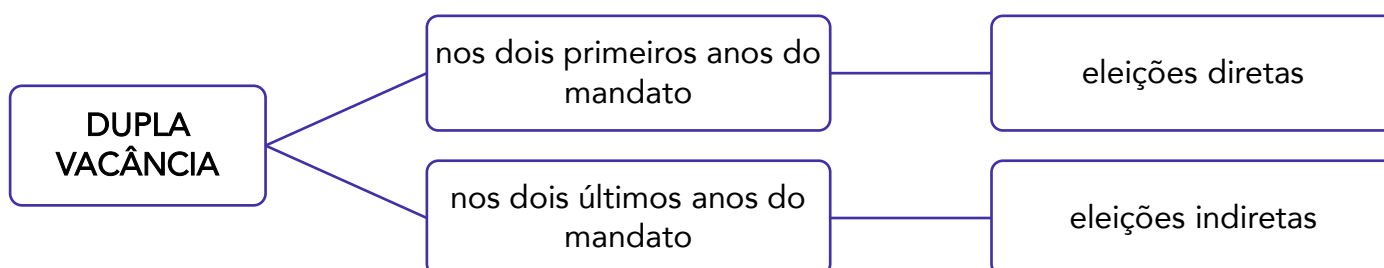 DUPLA
VACÂNCIA
nos dois primeiros anos do
mandato
eleições diretas
nos dois últimos anos do
mandato
eleições indiretas